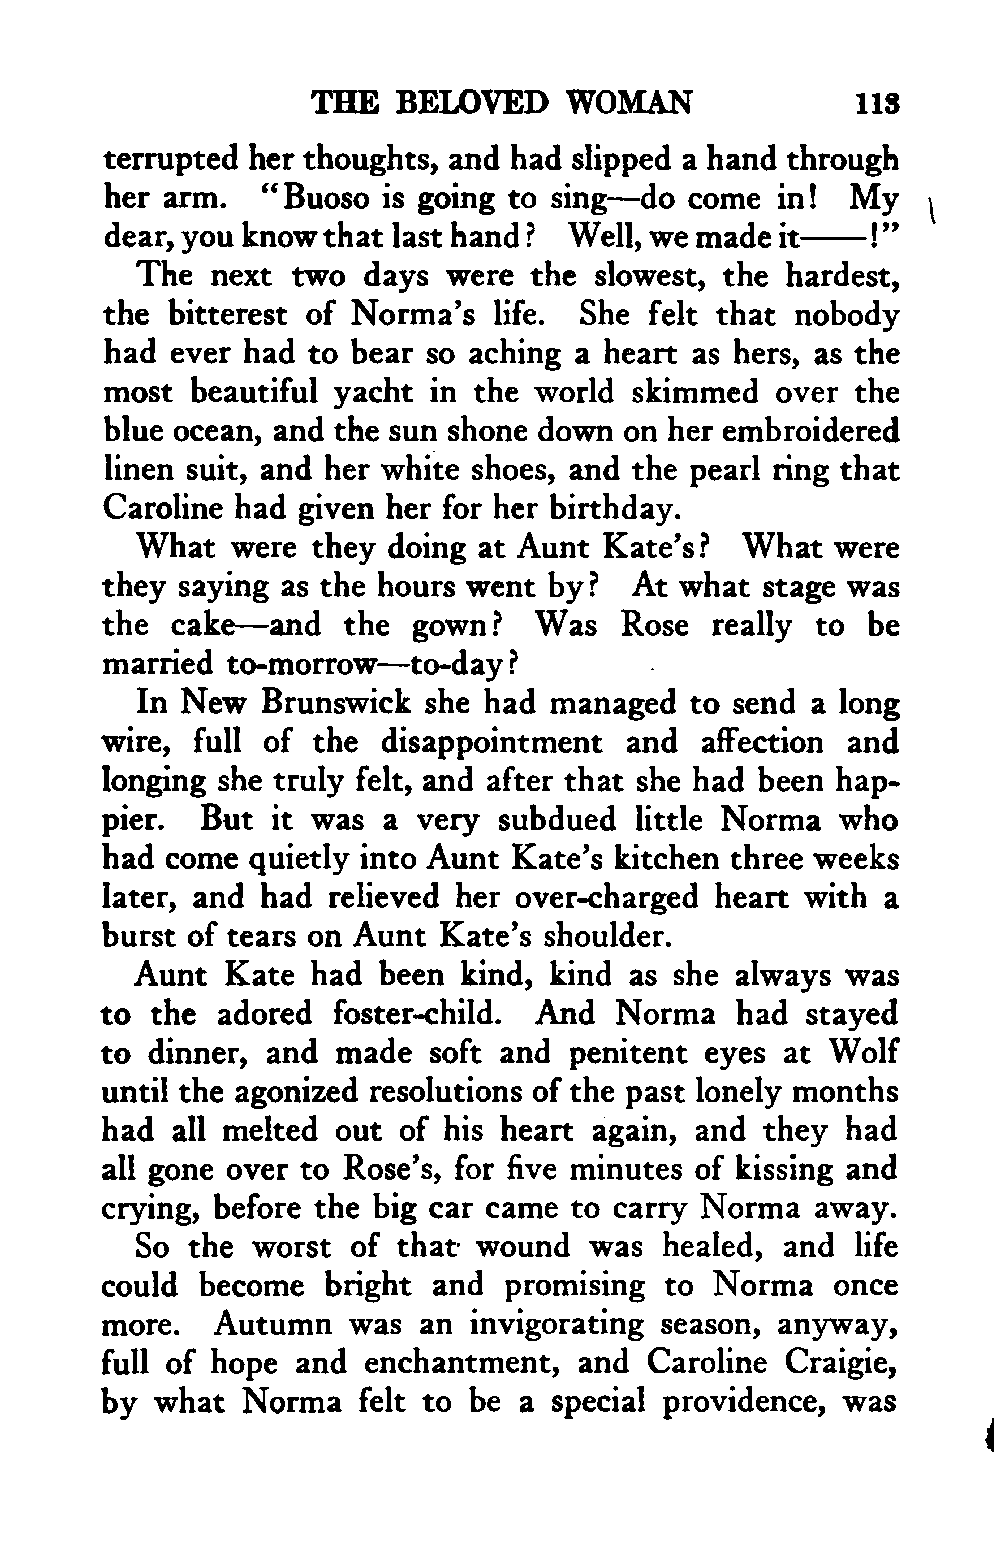 THE BELOVED WOMAN 113
terrupted her thoughts, and had slipped a hand through
her arm. "Buoso is going to sing—do come in! My
dear, you know that last hand? Well, we made it——!"
The next two days were the slowest, the hardest,
the bitterest of Norma's life. She felt that nobody
had ever had to bear so aching a heart as hers, as the
most beautiful yacht in the world skimmed over the
blue ocean, and the sun shone down on her embroidered
linen suit, and her white shoes, and the pearl ring that
Caroline had given her for her birthday.
What were they doing at Aunt Kate's? What were
they saying as the hours went by? At what stage was
the cake—and the gown? Was Rose really to be
married to-morrow—to-day?
In New Brunswick she had managed to send a long
wire, full of the disappointment and affection and
longing she truly felt, and after that she had been hap-
pier. But it was a very subdued little Norma who
had come quietly into Aunt Kate's kitchen three weeks
later, and had relieved her over-charged heart with a
burst of tears on Aunt Kate's shoulder.
Aunt Kate had been kind, kind as she always was
to the adored foster-child. And Norma had stayed
to dinner, and made soft and penitent eyes at Wolf
until the agonized resolutions of the past lonely months
had all melted out of his heart again, and they had
all gone over to Rose's, for five minutes of kissing and
crying, before the big car came to carry Norma away.
So the worst of that wound was healed, and life
could become bright and promising to Norma once
more. Autumn was an invigorating season, anyway,
full of hope and enchantment, and Caroline Craigie,
by what Norma felt to be a special providence, was